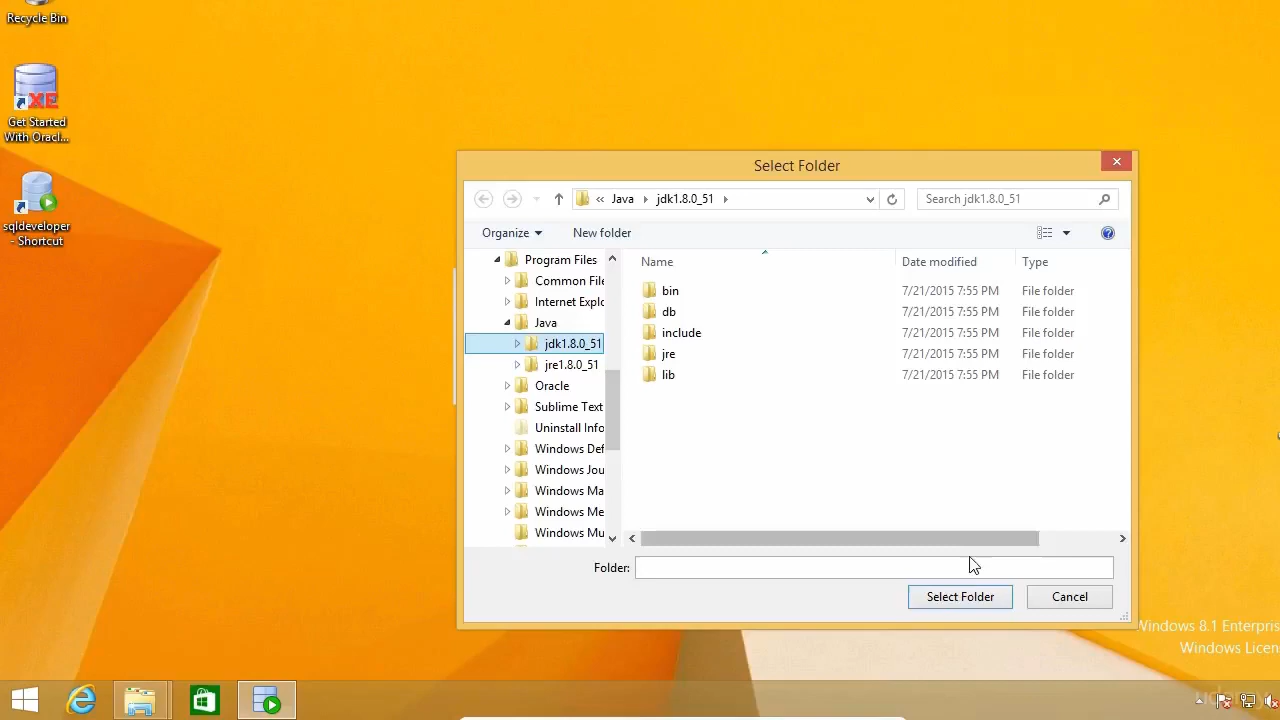 Recycle Bin
Get Started
With Oracl...
sqldeveloper
- Shortcut
Select Folder
« Java jdk1.8.0_51
Search jdk1.8.0_51
Organize
New folder
Program Files
Common File
Internet Explo
Java
jdk1.8.0_51
jre1.8.0_51
Oracle
Sublime Text
Uninstall Info
Windows Def
Windows Jou
Windows Ma
Windows Me
Windows Mu
Name Date modified Type
bin 7/21/2015 7:55 PM File folder
db 7/21/2015 7:55 PM File folder
include 7/21/2015 7:55 PM File folder
jre 7/21/2015 7:55 PM File folder
lib 7/21/2015 7:55 PM File folder
Folder:
Select Folder
Cancel
Windows 8.1 Enterpris
Windows Licen